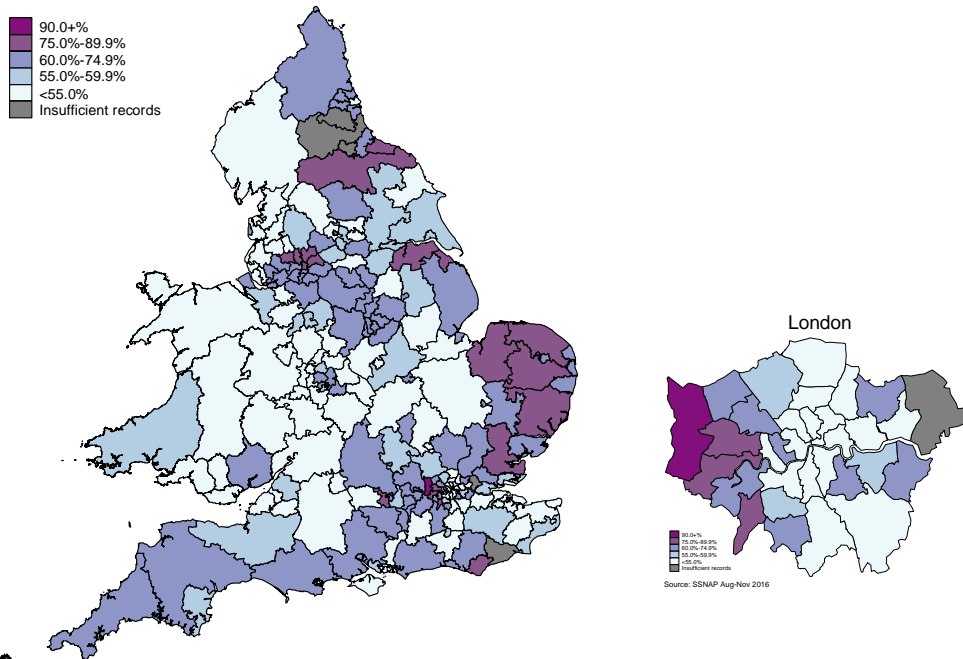 90.0+%
75.0%-89.9%
60.0%-74.9%
55.0%-59.9%
<55.0%
Insufficient records
London
90.0+%
75.0%-89.9%
60.0%-74.9%
55.0%-59.9%
<55.0%
Insufficient records
Source: SSNAP Aug-Nov 2016